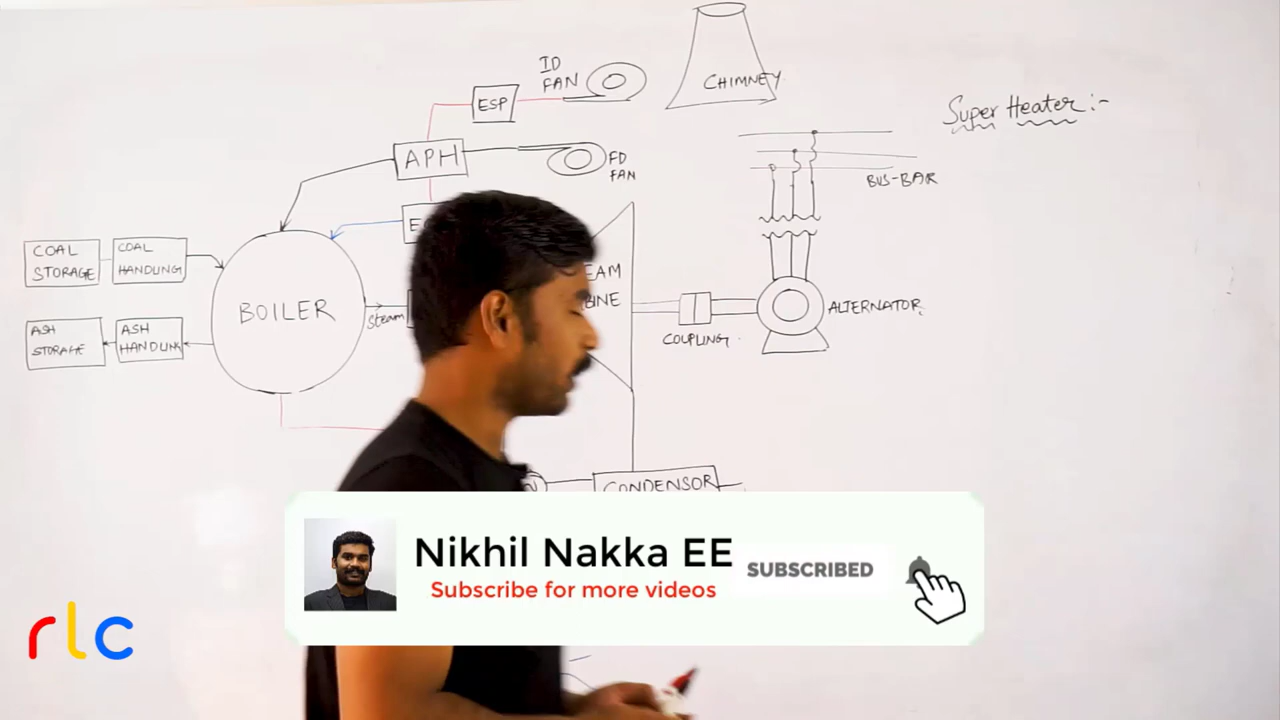 ID
FAN
CHIMNEY
ESP
Super Heater :-
APH
FD
FAN
BUS-BAR
COAL
STORAGE
COAL
HANDLING
BOILER
Steam
ALTERNATOR
ASH
STORAGE
ASH
HANDLING
COUPLING
CONDENSOR
Nikhil Nakka EE
SUBSCRIBED
Subscribe for more videos
rlc